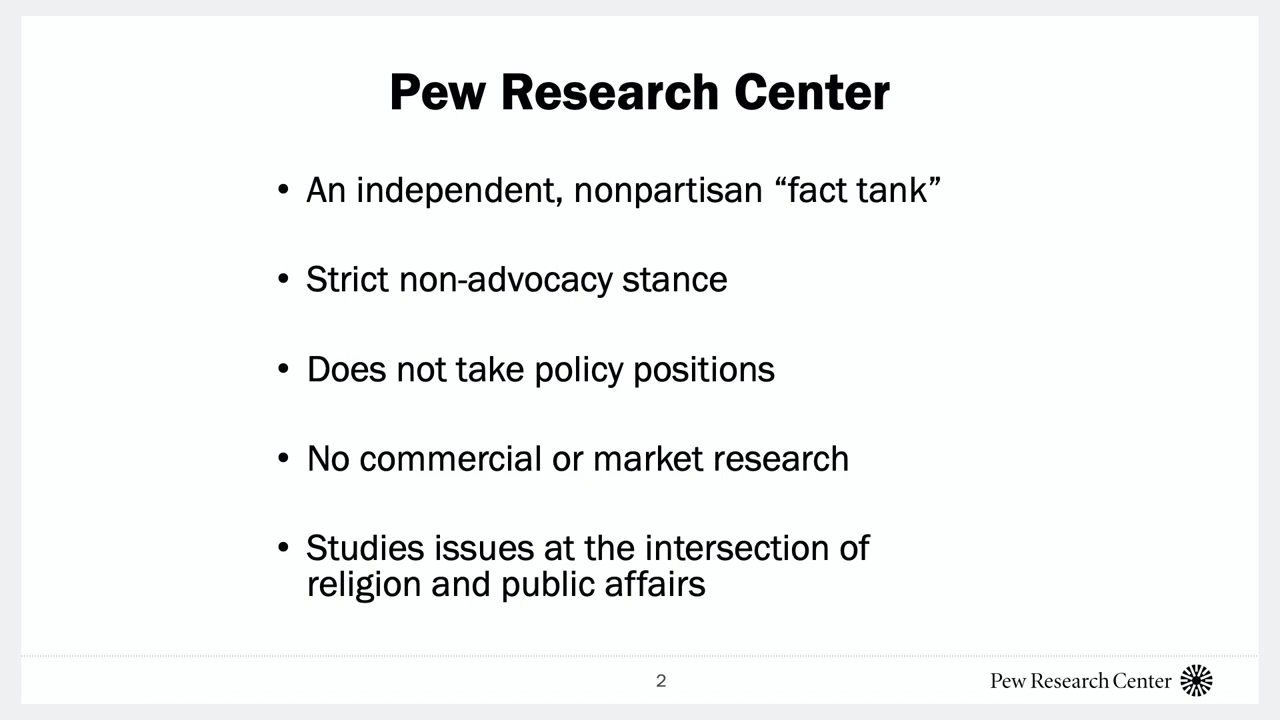 Pew Research Center
• An independent, nonpartisan “fact tank”
• Strict non-advocacy stance
• Does not take policy positions
• No commercial or market research
• Studies issues at the intersection of
religion and public affairs
2
Pew Research Center